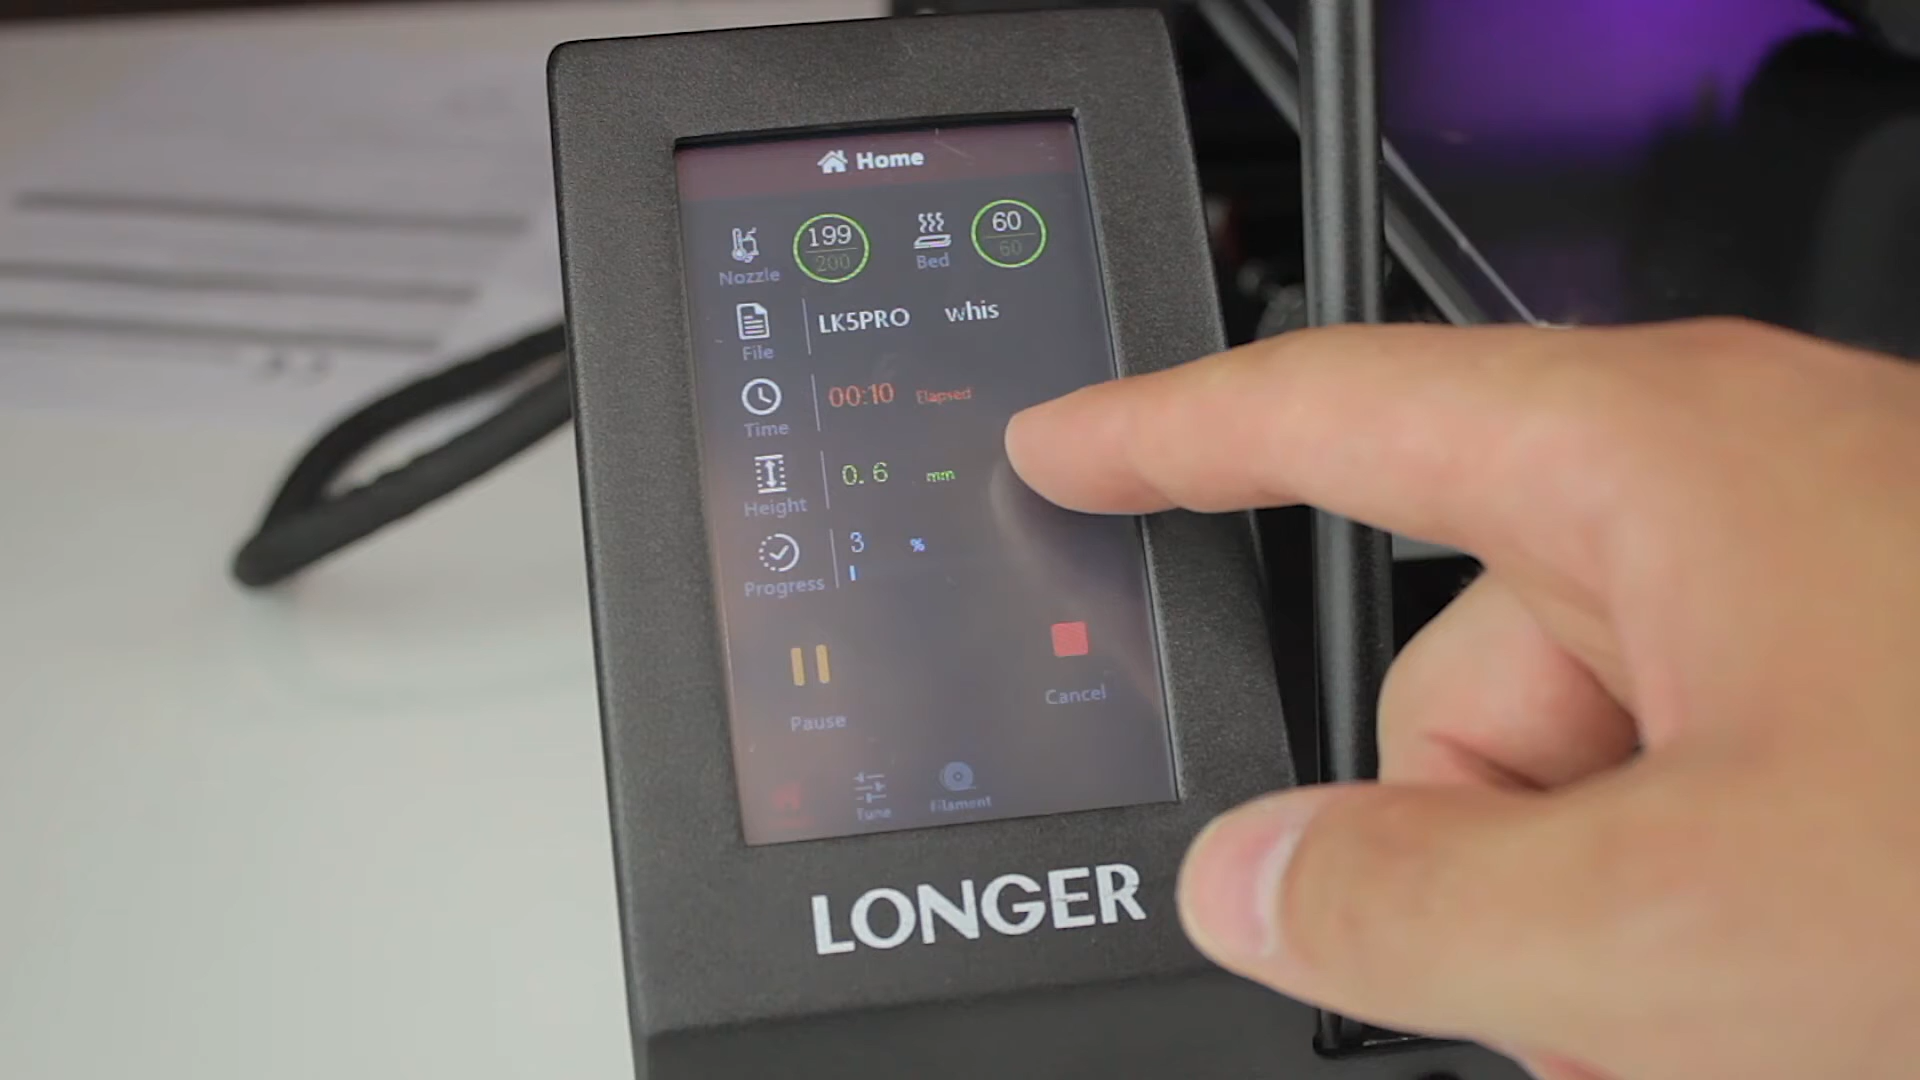 Home
199
200
60
60
Nozzle
Bed
LK5PRO whis
File
00:10 Elapsed
Time
0.6 mm
Height
3 %
Progress
Pause
Cancel
Tune
Filament
LONGER